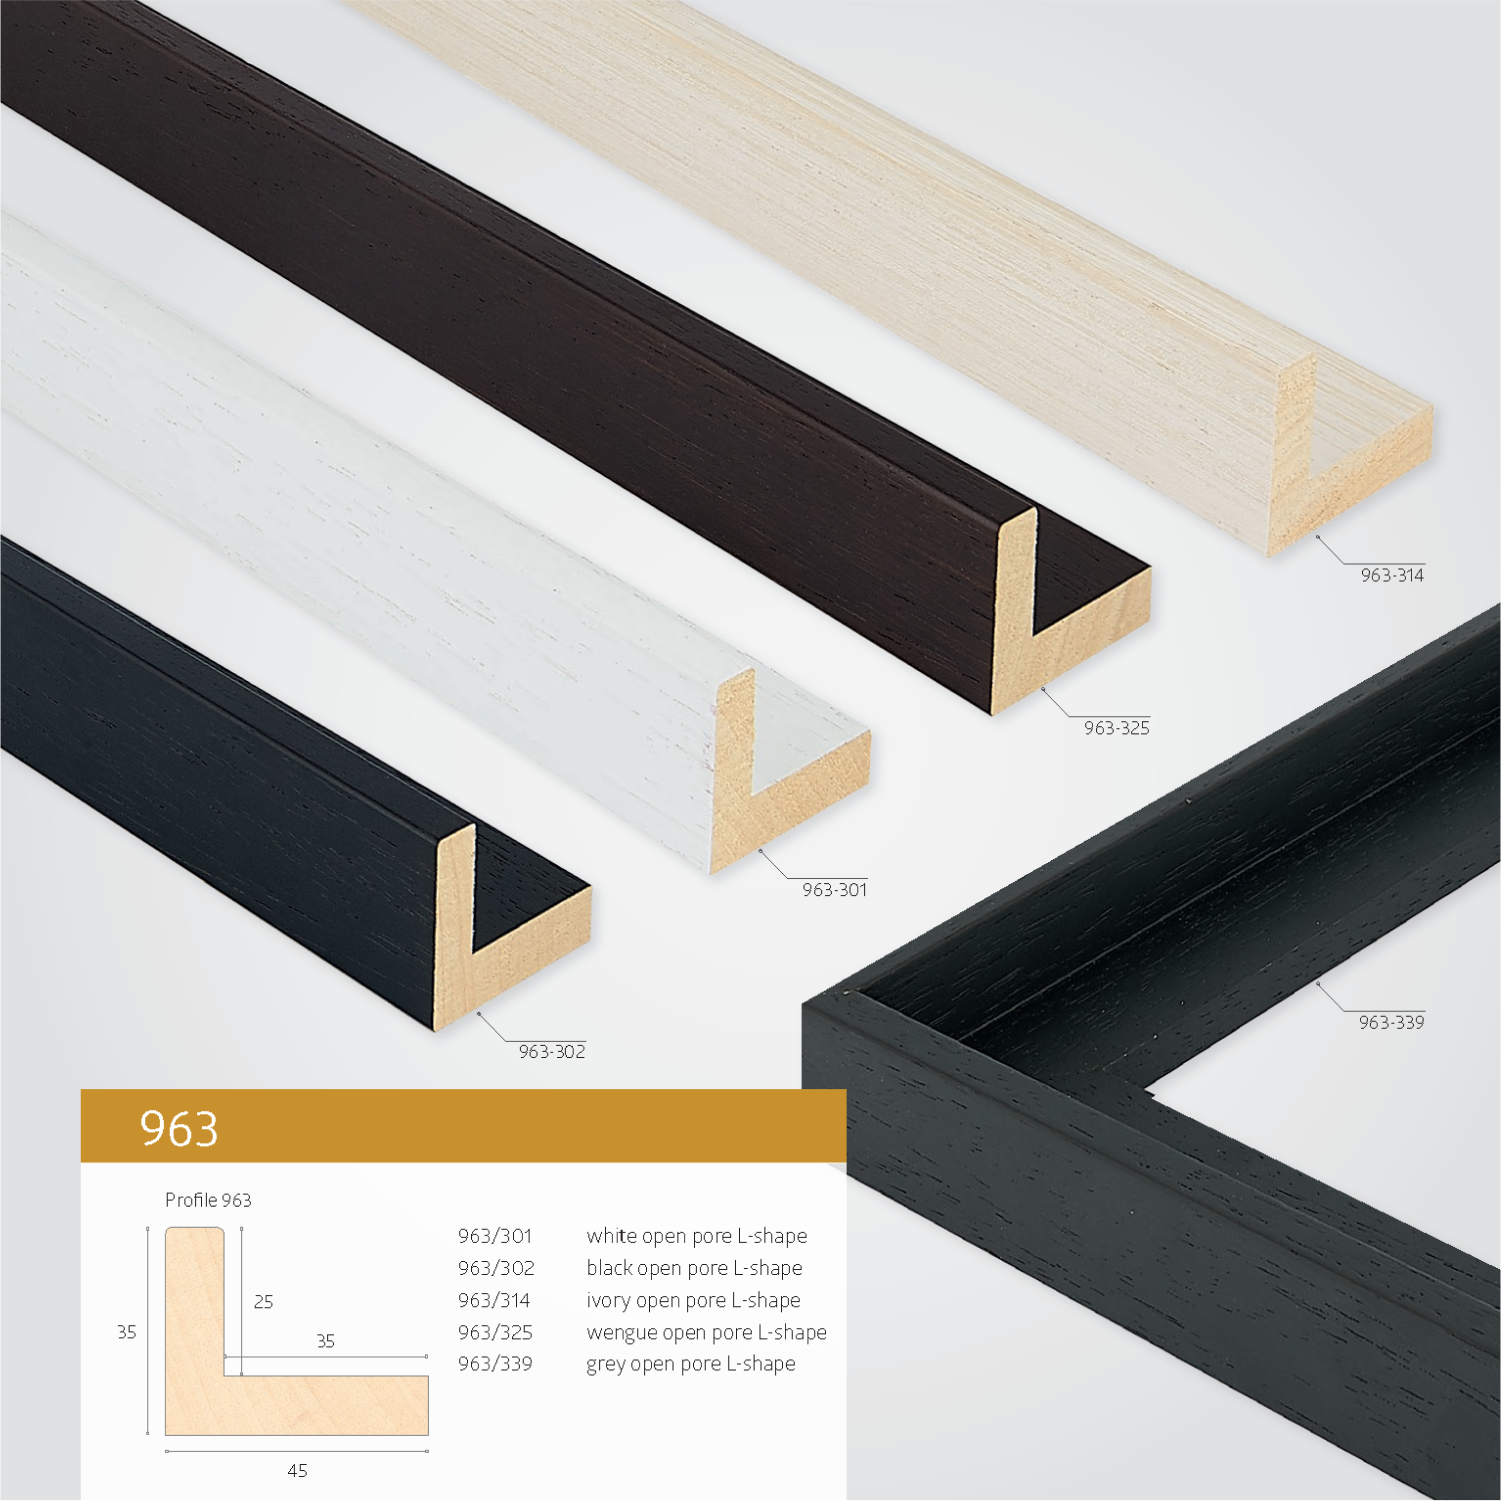 963-314
963-325
963-301
963-339
963-302
963
Profile 963
35
25
35
45
963/301 white open pore L-shape
963/302 black open pore L-shape
963/314 ivory open pore L-shape
963/325 wengue open pore L-shape
963/339 grey open pore L-shape